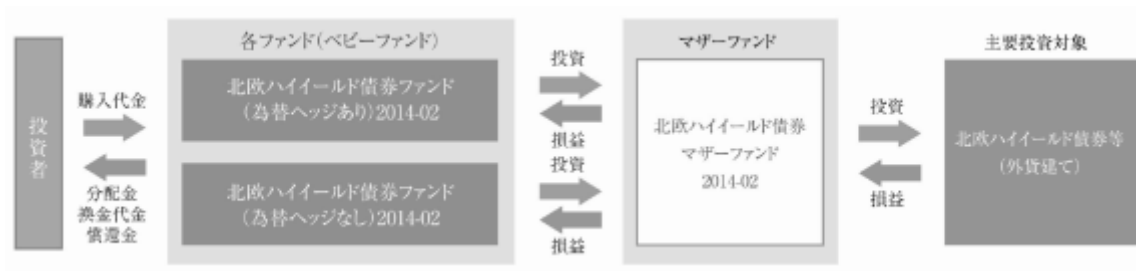 投資者
購入代金
分配金
換金代金
償還金
各ファンド(ベビーファンド)
北欧ハイイールド債券ファンド
(為替ヘッジあり)2014-02
北欧ハイイールド債券ファンド
(為替ヘッジなし)2014-02
投資
損益
投資
損益
マザーファンド
北欧ハイイールド債券
マザーファンド
2014-02
投資
損益
主要投資対象
北欧ハイイールド債券等
(外貨建て)